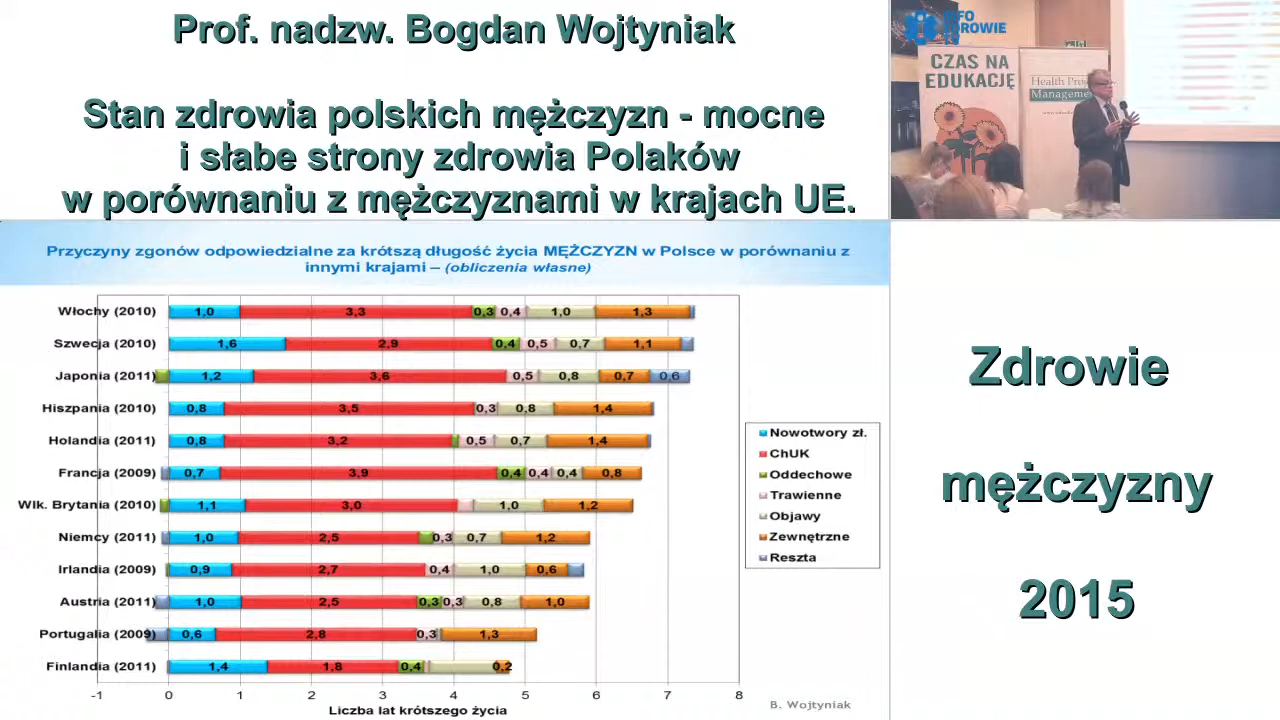 Prof. nadzw. Bogdan Wojtyniak
Stan zdrowia polskich mężczyzn - mocne
i słabe strony zdrowia Polaków
w porównaniu z mężczyznami w krajach UE.
INFO
ZDROWIE
TV
CZAS NA
EDUKACJĘ
Health
Management
Przyczyny zgonów odpowiedzialne za krótszą długość życia MĘŻCZYZN w Polsce w porównaniu z
innymi krajami – (obliczenia własne)
Włochy (2010) 1,0 3,3 0,3 0,4 1,0 1,3
Szwecja (2010) 1,6 2,9 0,4 0,5 0,7 1,1
Japonia (2011) 1,2 3,6 0,5 0,8 0,7 0,6
Hiszpania (2010) 0,8 3,5 0,3 0,8 1,4
Holandia (2011) 0,8 3,2 0,5 0,7 1,4
Francja (2009) 0,7 3,9 0,4 0,4 0,4 0,8
Wlk. Brytania (2010) 1,1 3,0 1,0 1,2
Niemcy (2011) 1,0 2,5 0,3 0,7 1,2
Irlandia (2009) 0,9 2,7 0,4 1,0 0,6
Austria (2011) 1,0 2,5 0,3 0,3 0,8 1,0
Portugalia (2009) 0,6 2,8 0,3 1,3
Finlandia (2011) 1,4 1,8 0,4 0,2
-1 0 1 2 3 4 5 6 7 8
Liczba lat krótszego życia
Nowotwory zł.
ChUK
Oddechowe
Trawienne
Objawy
Zewnętrzne
Reszta
B. Wojtyniak
Zdrowie
mężczyzny
2015